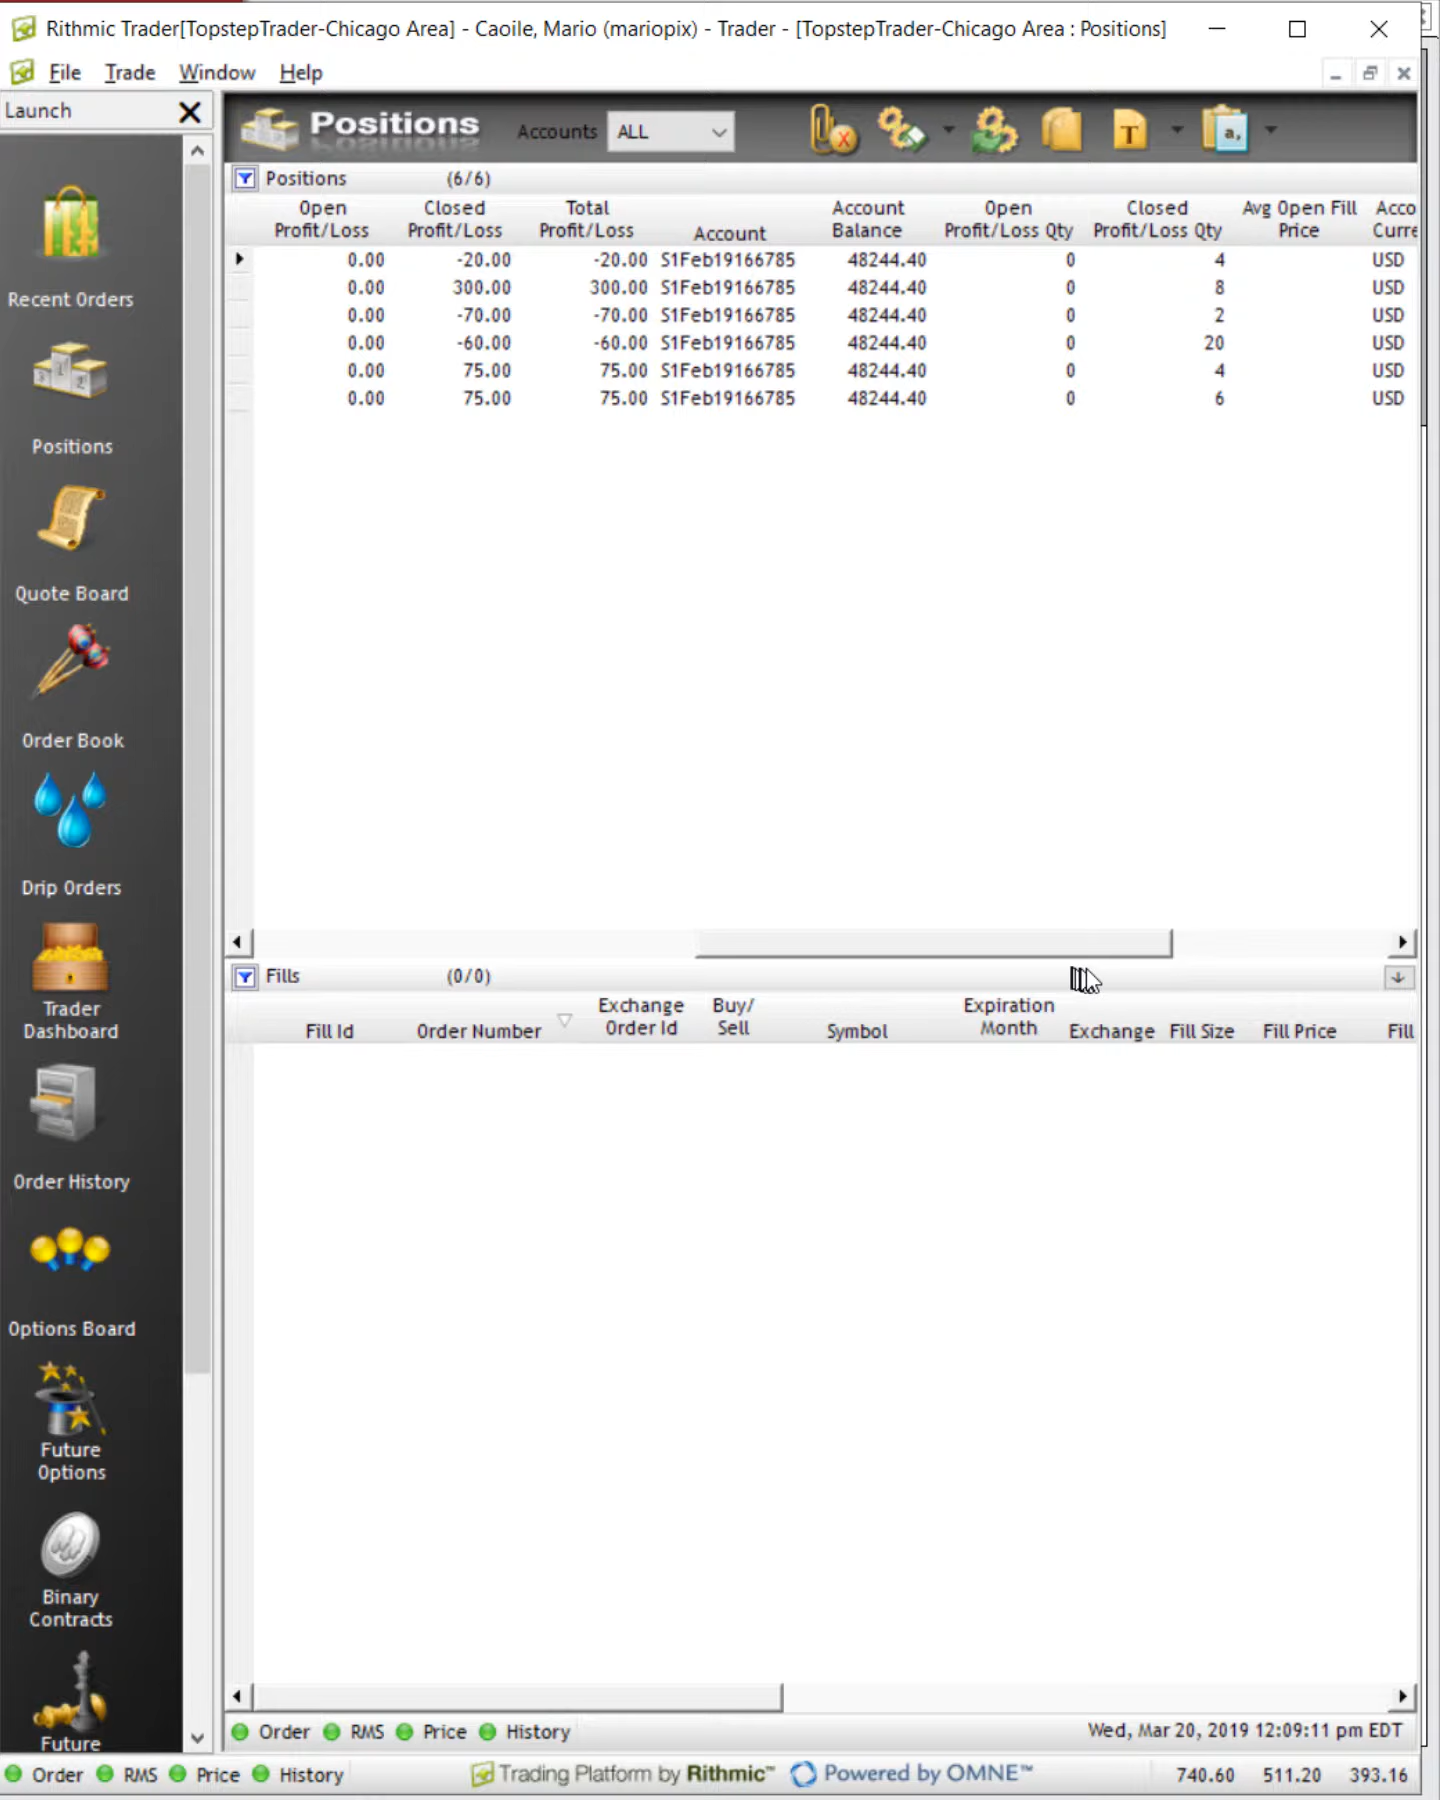 Rithmic Trader[TopstepTrader-Chicago Area] - Caoile, Mario (mariopix) - Trader - [TopstepTrader-Chicago Area : Positions]
File Trade Window Help
Launch
Positions Accounts ALL
T a,
Positions (6/6)
Open Profit/Loss Closed Profit/Loss Total Profit/Loss Account Account Balance Open Profit/Loss Qty Closed Profit/Loss Qty Avg Open Fill Price Acco Curre
0.00 -20.00 -20.00 S1Feb19166785 48244.40 0 4 USD
0.00 300.00 300.00 S1Feb19166785 48244.40 0 8 USD
0.00 -70.00 -70.00 S1Feb19166785 48244.40 0 2 USD
0.00 -60.00 -60.00 S1Feb19166785 48244.40 0 20 USD
0.00 75.00 75.00 S1Feb19166785 48244.40 0 4 USD
0.00 75.00 75.00 S1Feb19166785 48244.40 0 6 USD
Recent Orders
Positions
Quote Board
Order Book
Drip Orders
Trader
Dashboard
Order History
Options Board
Future
Options
Binary
Contracts
Future
Fills (0/0)
Fill Id Order Number Exchange Order Id Buy/ Sell Symbol Expiration Month Exchange Fill Size Fill Price Fill
Order RMS Price History Wed, Mar 20, 2019 12:09:11 pm EDT
Order RMS Price History Trading Platform by Rithmic™ Powered by OMNE™ 740.60 511.20 393.16